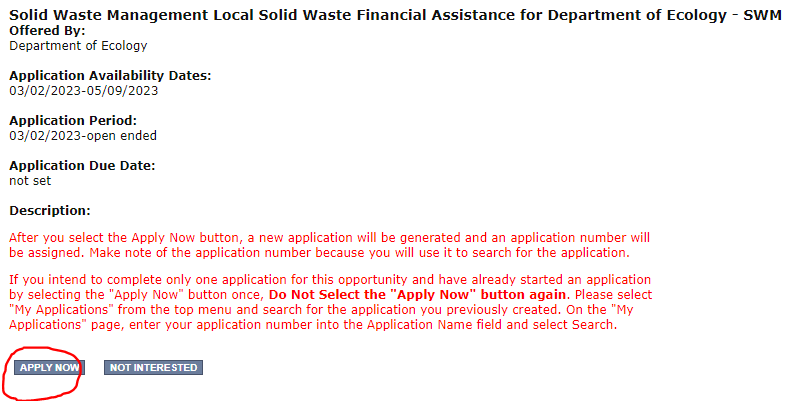 Solid Waste Management Local Solid Waste Financial Assistance for Department of Ecology - SWM
Offered By:
Department of Ecology
Application Availability Dates:
03/02/2023-05/09/2023
Application Period:
03/02/2023-open ended
Application Due Date:
not set
Description:
After you select the Apply Now button, a new application will be generated and an application number will
be assigned. Make note of the application number because you will use it to search for the application.
If you intend to complete only one application for this opportunity and have already started an application
by selecting the "Apply Now" button once, Do Not Select the "Apply Now" button again. Please select
"My Applications" from the top menu and search for the application you previously created. On the "My
Applications" page, enter your application number into the Application Name field and select Search.
APPLY NOW NOT INTERESTED